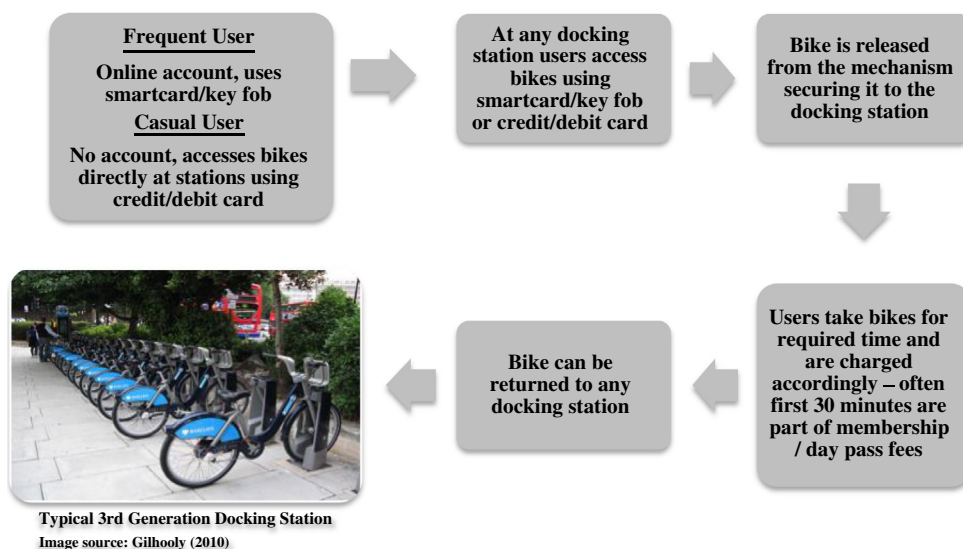 Frequent User
Online account, uses
smartcard/key fob
Casual User
No account, accesses bikes
directly at stations using
credit/debit card
At any docking
station users access
bikes using
smartcard/key fob
or credit/debit card
Bike is released
from the mechanism
securing it to the
docking station
Users take bikes for
required time and
are charged
accordingly – often
first 30 minutes are
part of membership
/ day pass fees
Bike can be
returned to any
docking station
BARCLAYS
Typical 3rd Generation Docking Station
Image source: Gilhooly (2010)